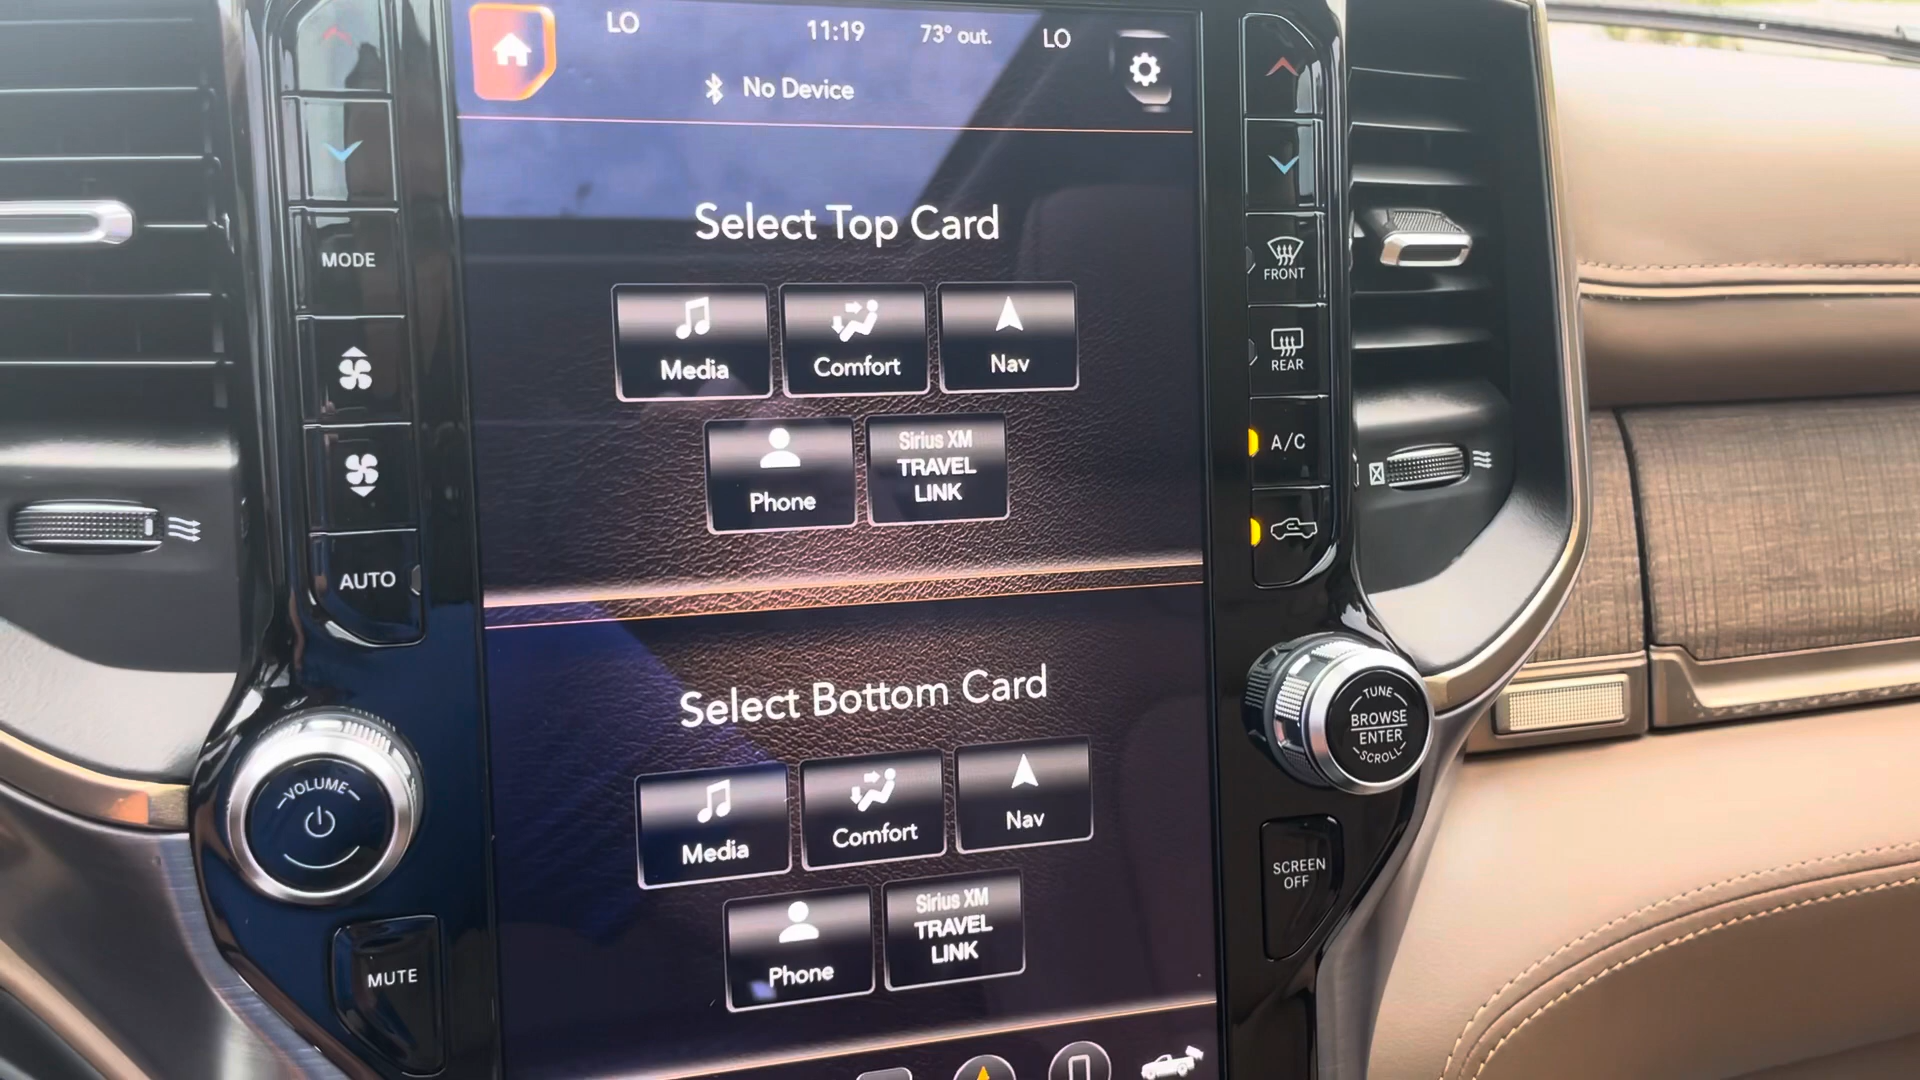 LO
11:19
73° out.
LO
No Device
Select Top Card
Media
Comfort
Nav
Phone
Sirius XM
TRAVEL
LINK
Select Bottom Card
Media
Comfort
Nav
Phone
Sirius XM
TRAVEL
LINK
MODE
AUTO
VOLUME
MUTE
FRONT
REAR
A/C
TUNE
BROWSE
ENTER
SCROLL
SCREEN
OFF